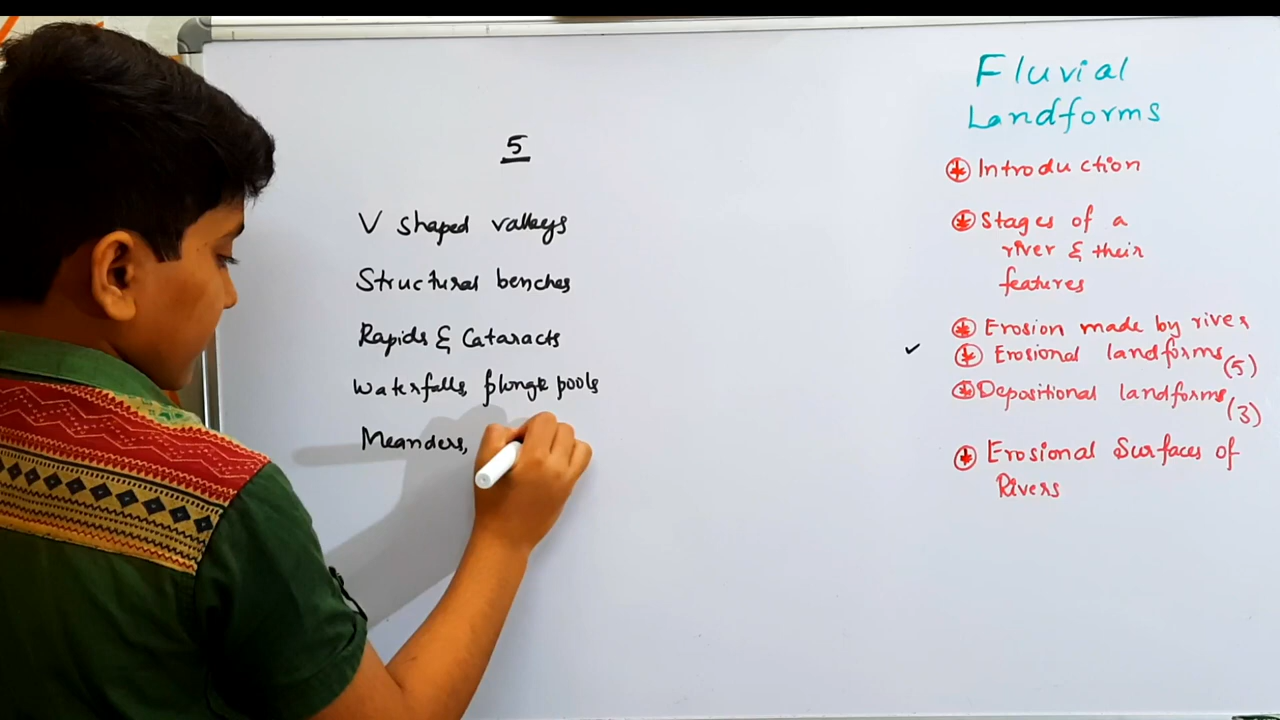 5
V shaped valleys
Structural benches
Rapids & Cataracts
Waterfalls, plunge pools
Meanders,
Fluvial
Landforms
Introduction
Stages of a
river & their
features
Erosion made by river
Erosional landforms
(5)
Depositional landforms
(3)
Erosional Surfaces of
Rivers